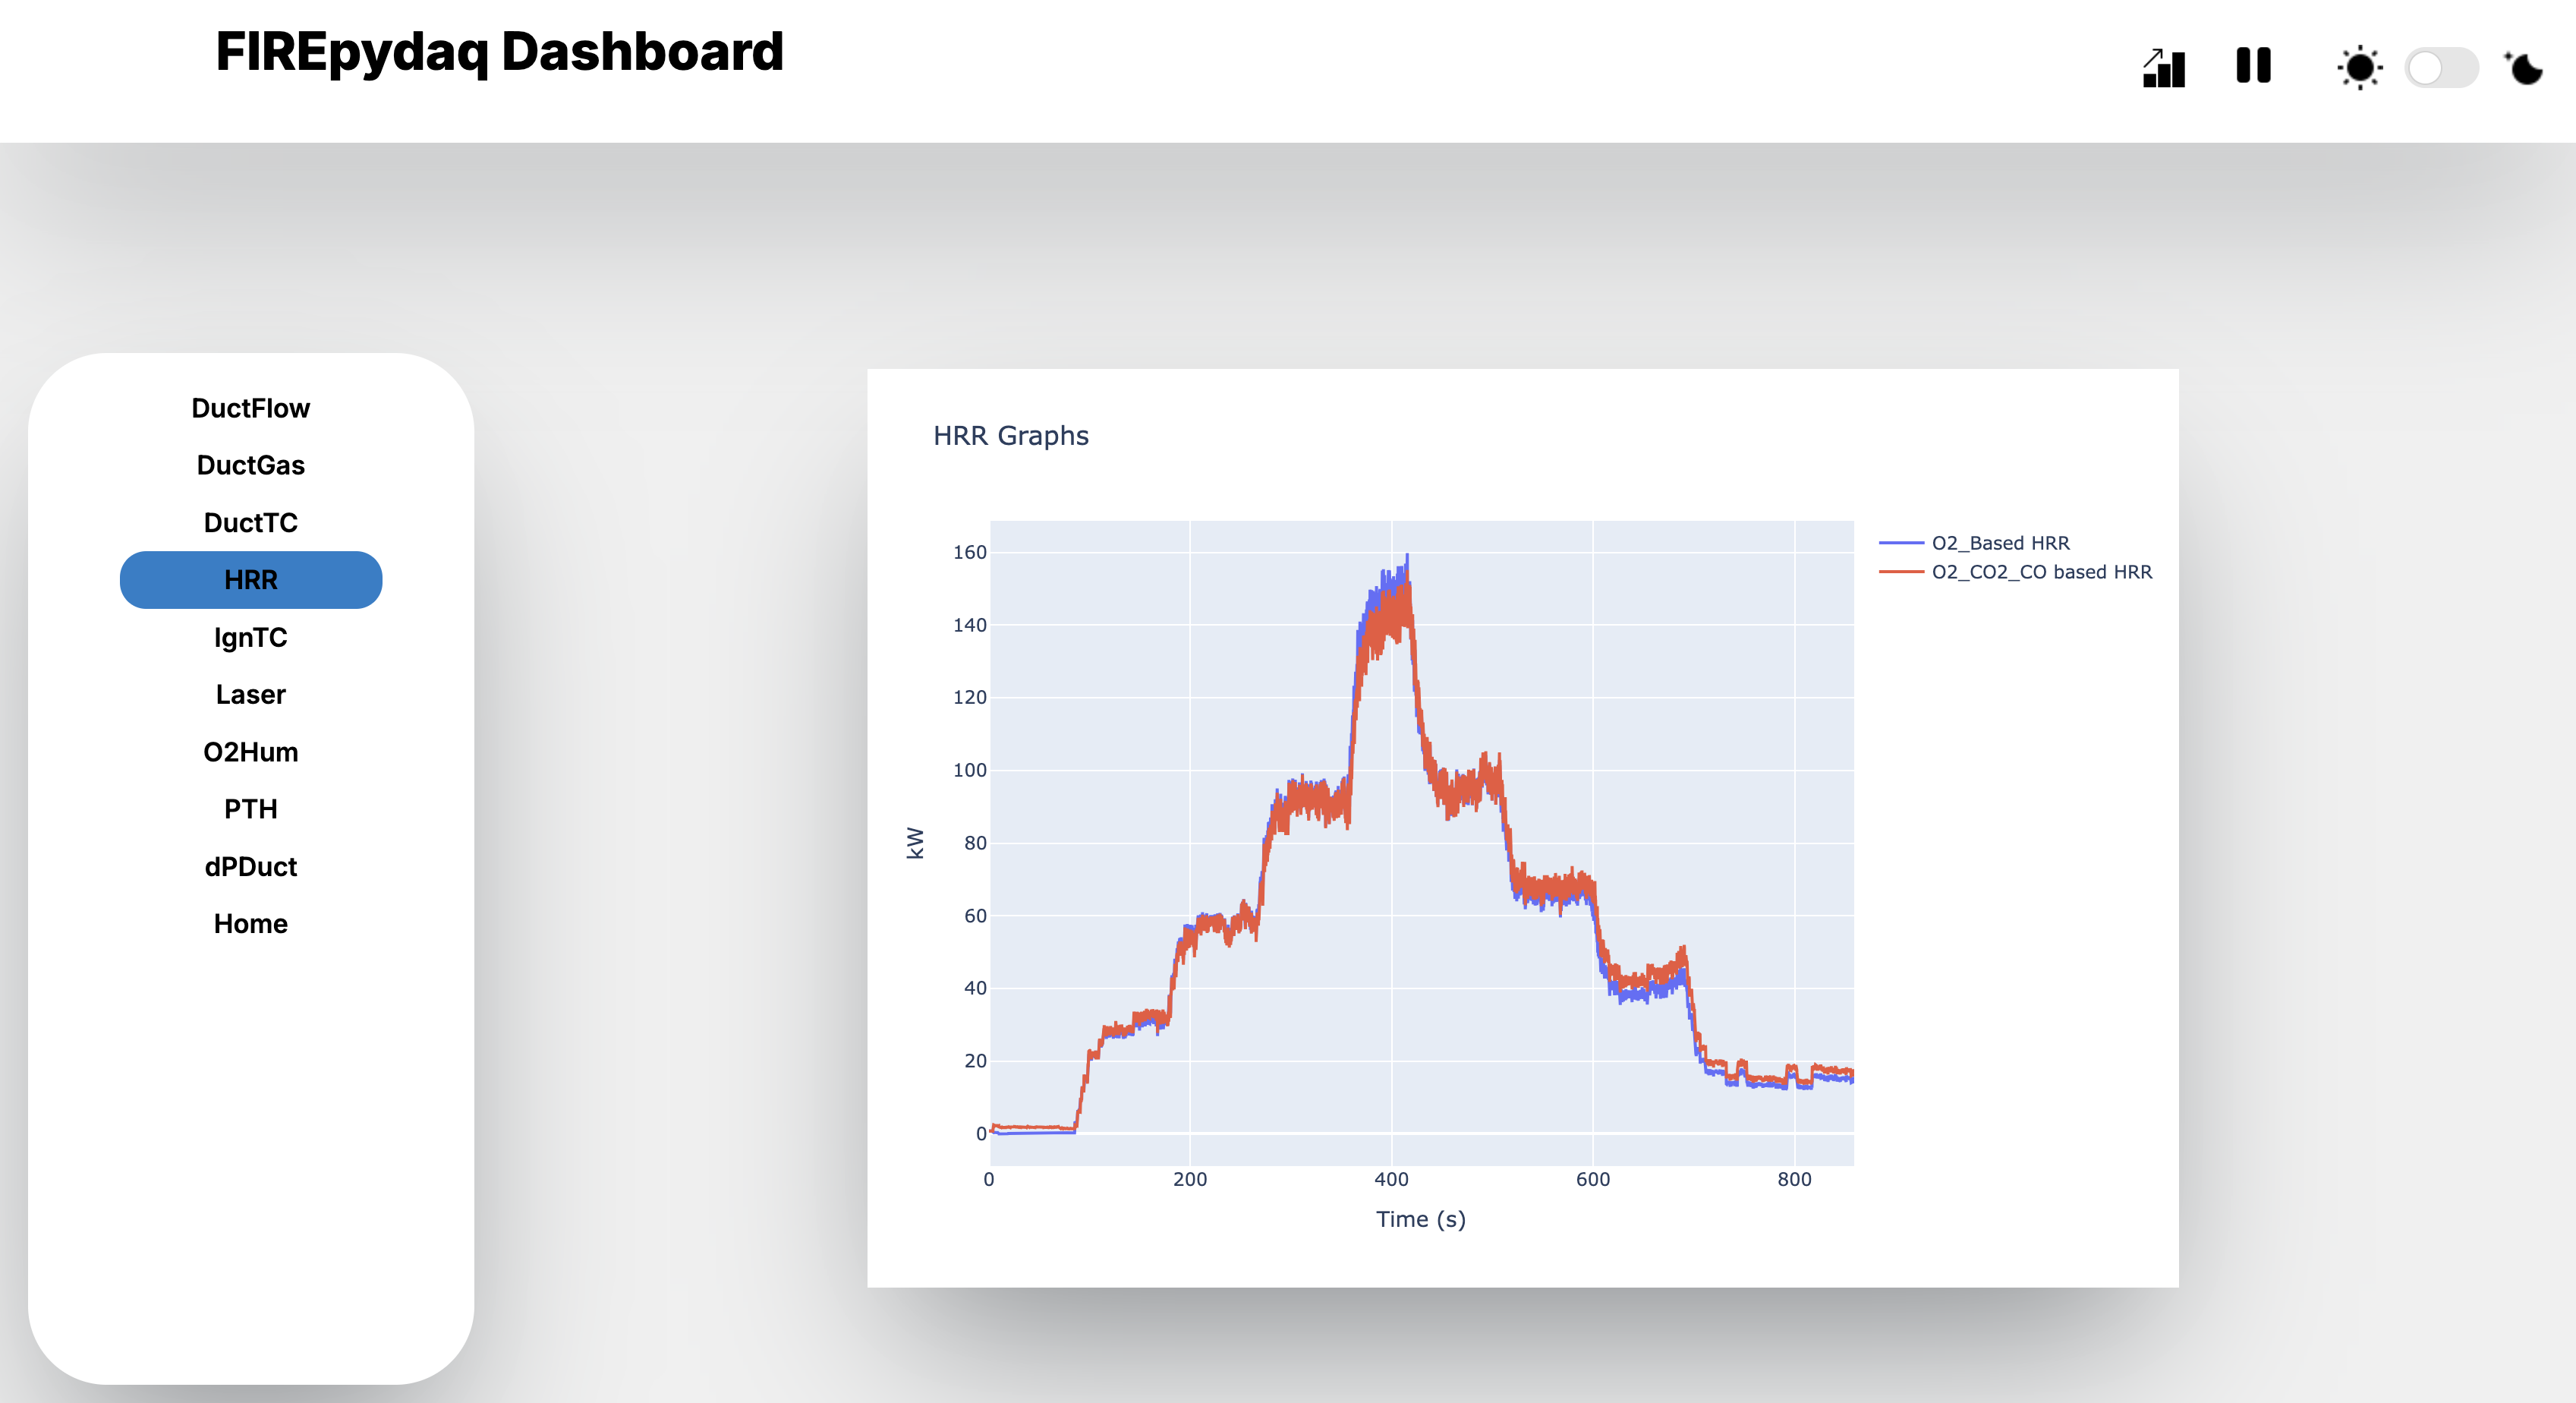 FIREpydaq Dashboard
DuctFlow
DuctGas
DuctTC
HRR
IgnTC
Laser
O2Hum
PTH
dPDuct
Home
HRR Graphs
O2_Based HRR
O2_CO2_CO based HRR
160
140
120
100
80
60
40
20
0
kW
0 200 400 600 800
Time (s)